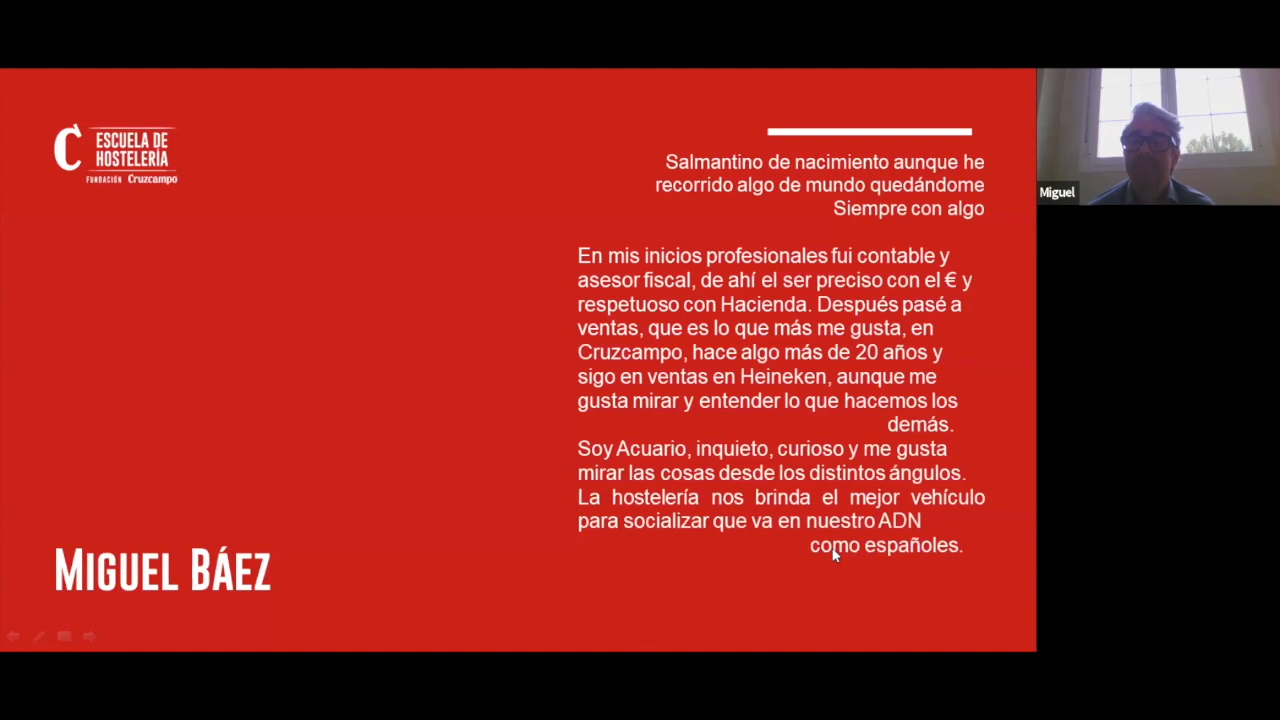 C ESCUELA DE
HOSTELERÍA
FUNDACIÓN Cruzcampo
Salmantino de nacimiento aunque he
recorrido algo de mundo quedándome
Siempre con algo
En mis inicios profesionales fui contable y
asesor fiscal, de ahí el ser preciso con el € y
respetuoso con Hacienda. Después pasé a
ventas, que es lo que más me gusta, en
Cruzcampo, hace algo más de 20 años y
sigo en ventas en Heineken, aunque me
gusta mirar y entender lo que hacemos los
demás.
Soy Acuario, inquieto, curioso y me gusta
mirar las cosas desde los distintos ángulos.
La hostelería nos brinda el mejor vehículo
para socializar que va en nuestro ADN
como españoles.
MIGUEL BÁEZ
Miguel